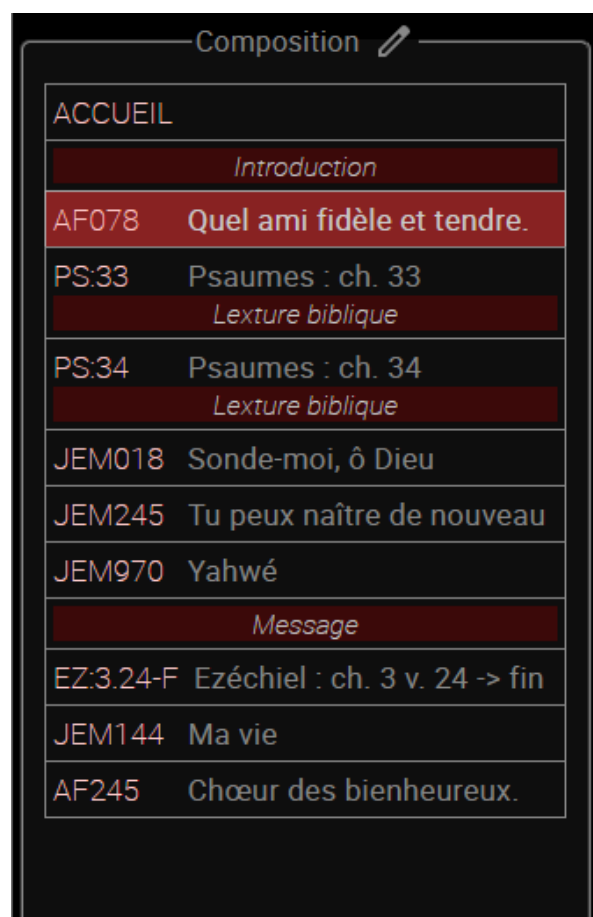 Composition
ACCUEIL
Introduction
AF078 Quel ami fidèle et tendre.
PS:33 Psaumes : ch. 33
Lexture biblique
PS:34 Psaumes : ch. 34
Lexture biblique
JEM018 Sonde-moi, ô Dieu
JEM245 Tu peux naître de nouveau
JEM970 Yahwé
Message
EZ:3.24-F Ezéchiel : ch. 3 v. 24 -> fin
JEM144 Ma vie
AF245 Chœur des bienheureux.